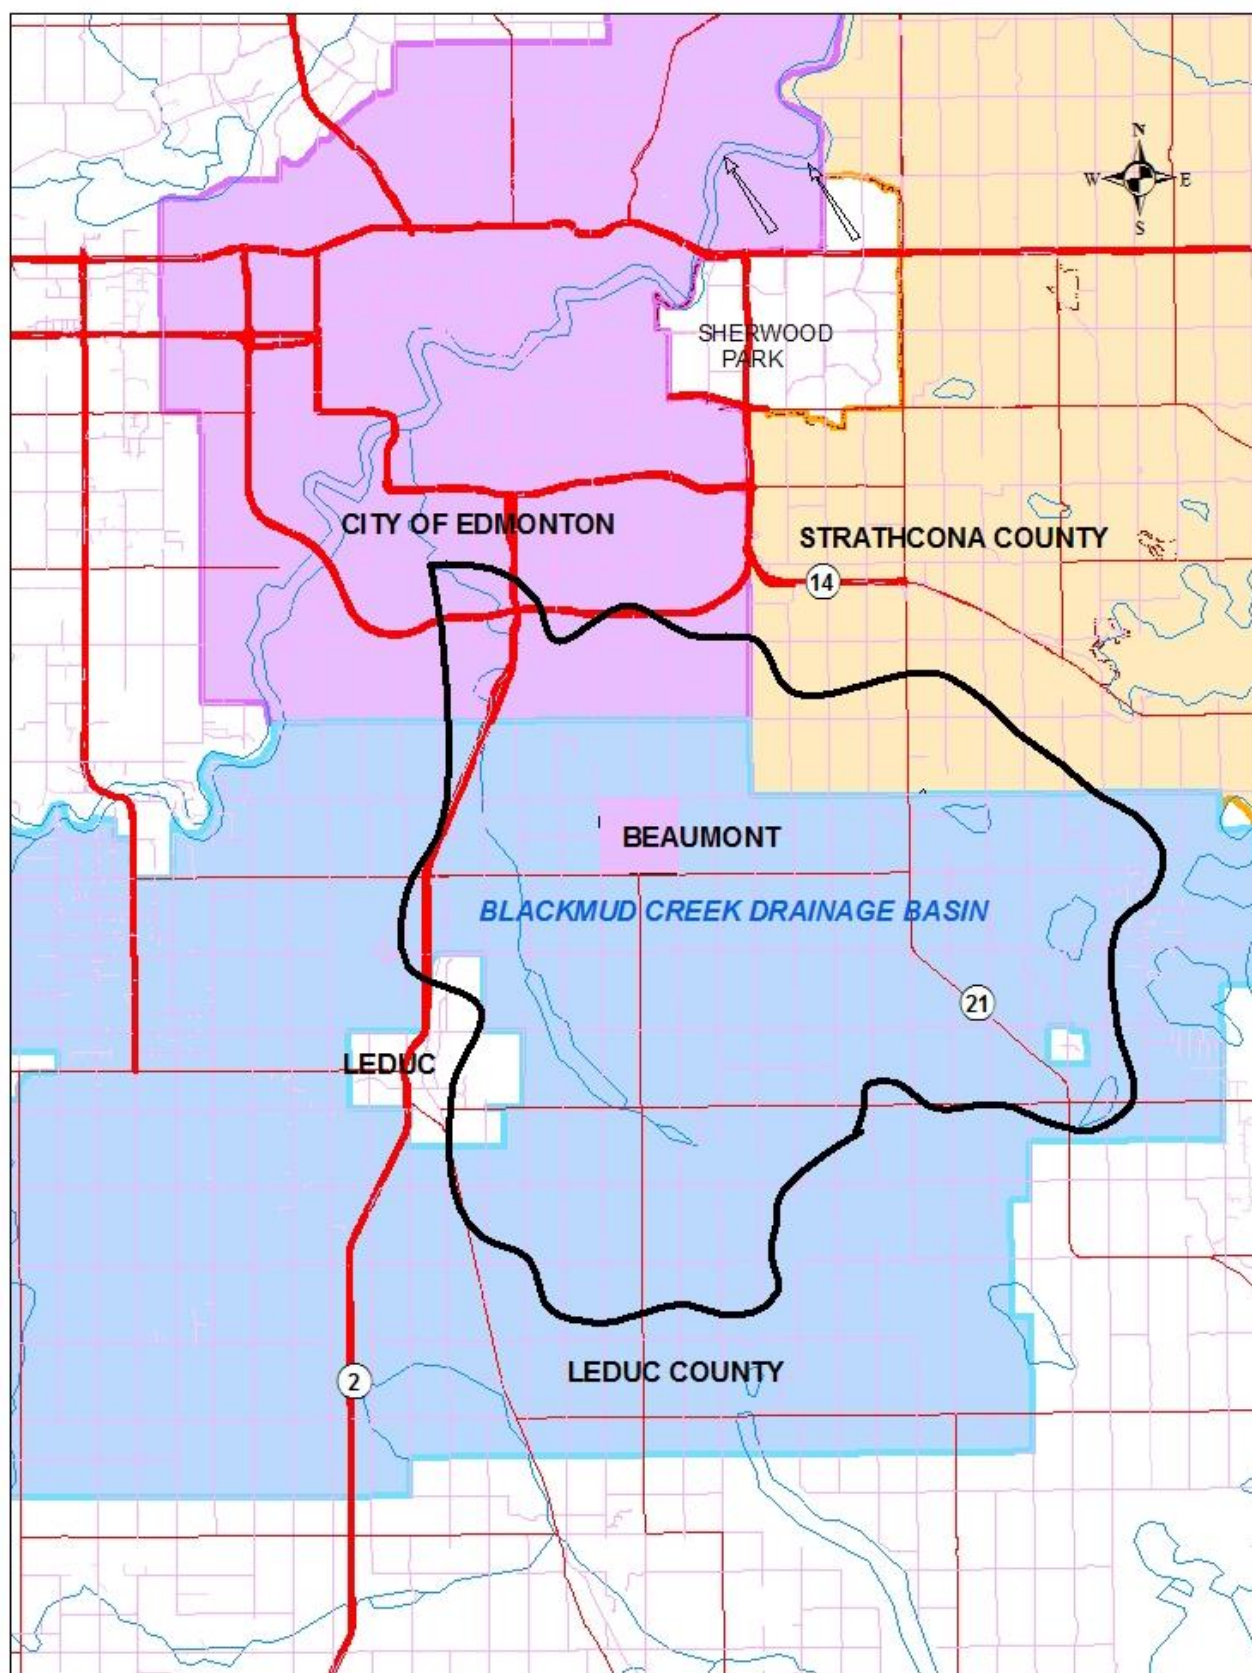 N
W E
S
SHERWOOD
PARK
CITY OF EDMONTON
STRATHCONA COUNTY
14
BEAUMONT
BLACKMUD CREEK DRAINAGE BASIN
21
LEDUC
LEDUC COUNTY
2